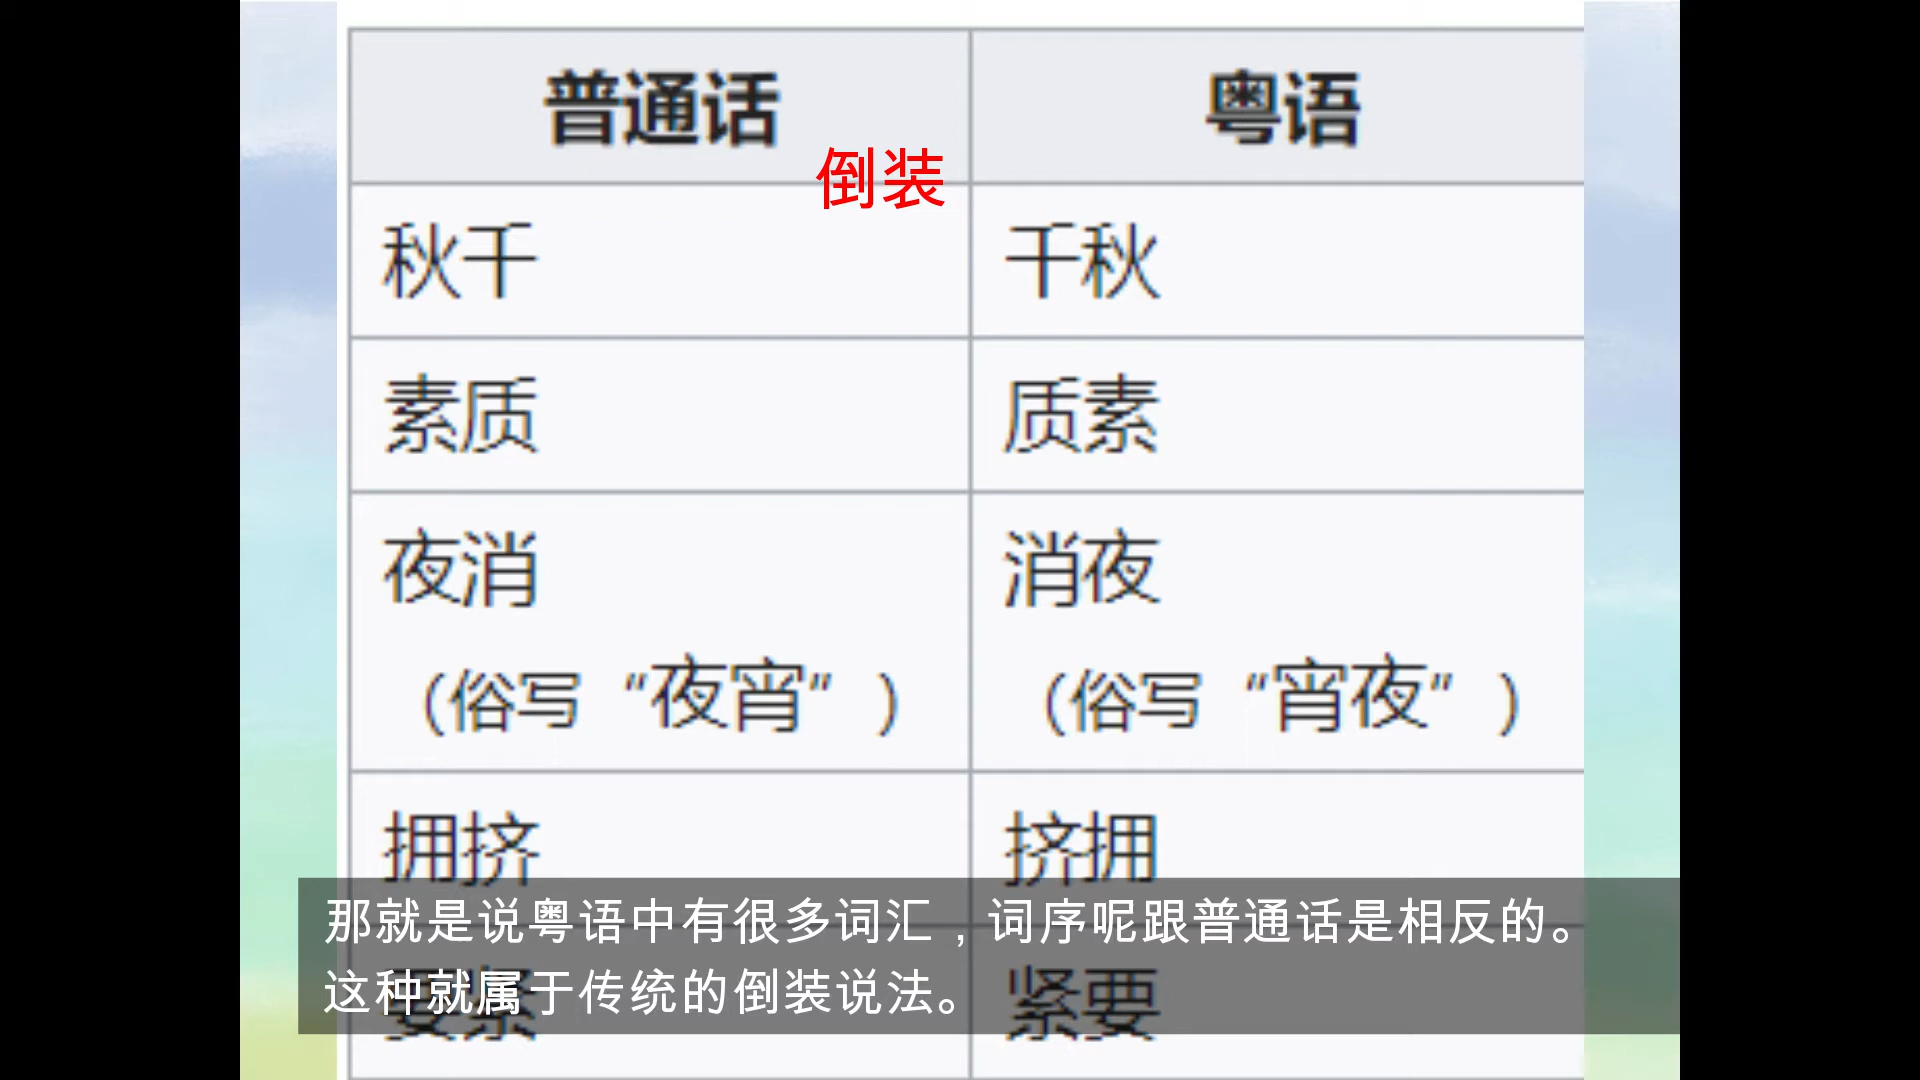 普通话 粤语
倒装
秋千 千秋
素质 质素
夜消 消夜
（俗写“夜宵”） （俗写“宵夜”）
拥挤 挤拥
要紧 紧要
那就是说粤语中有很多词汇，词序呢跟普通话是相反的。
这种就属于传统的倒装说法。